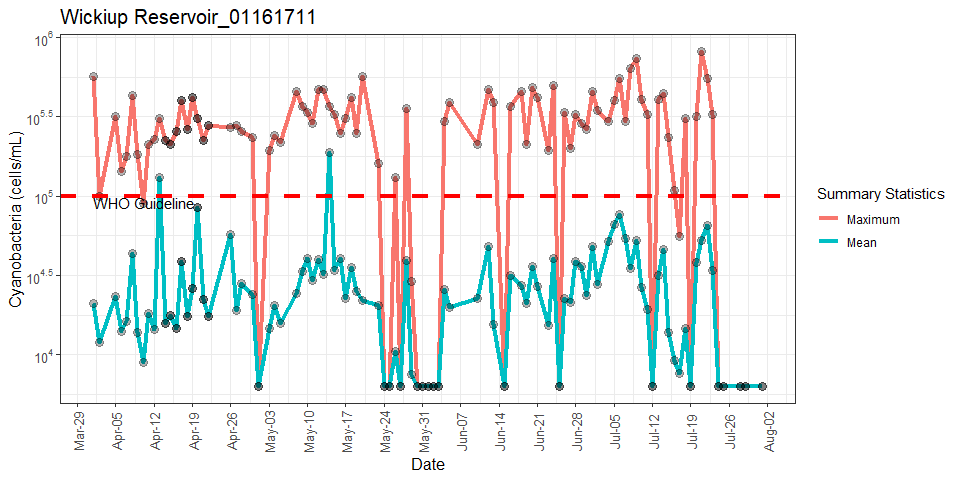 Wickiup Reservoir_01161711
Cyanobacteria (cells/mL)
10^6
10^5.5
10^5
10^4.5
10^4
WHO Guideline
Mar-29
Apr-05
Apr-12
Apr-19
Apr-26
May-03
May-10
May-17
May-24
May-31
Jun-07
Jun-14
Jun-21
Jun-28
Jul-05
Jul-12
Jul-19
Jul-26
Aug-02
Date
Summary Statistics
Maximum
Mean